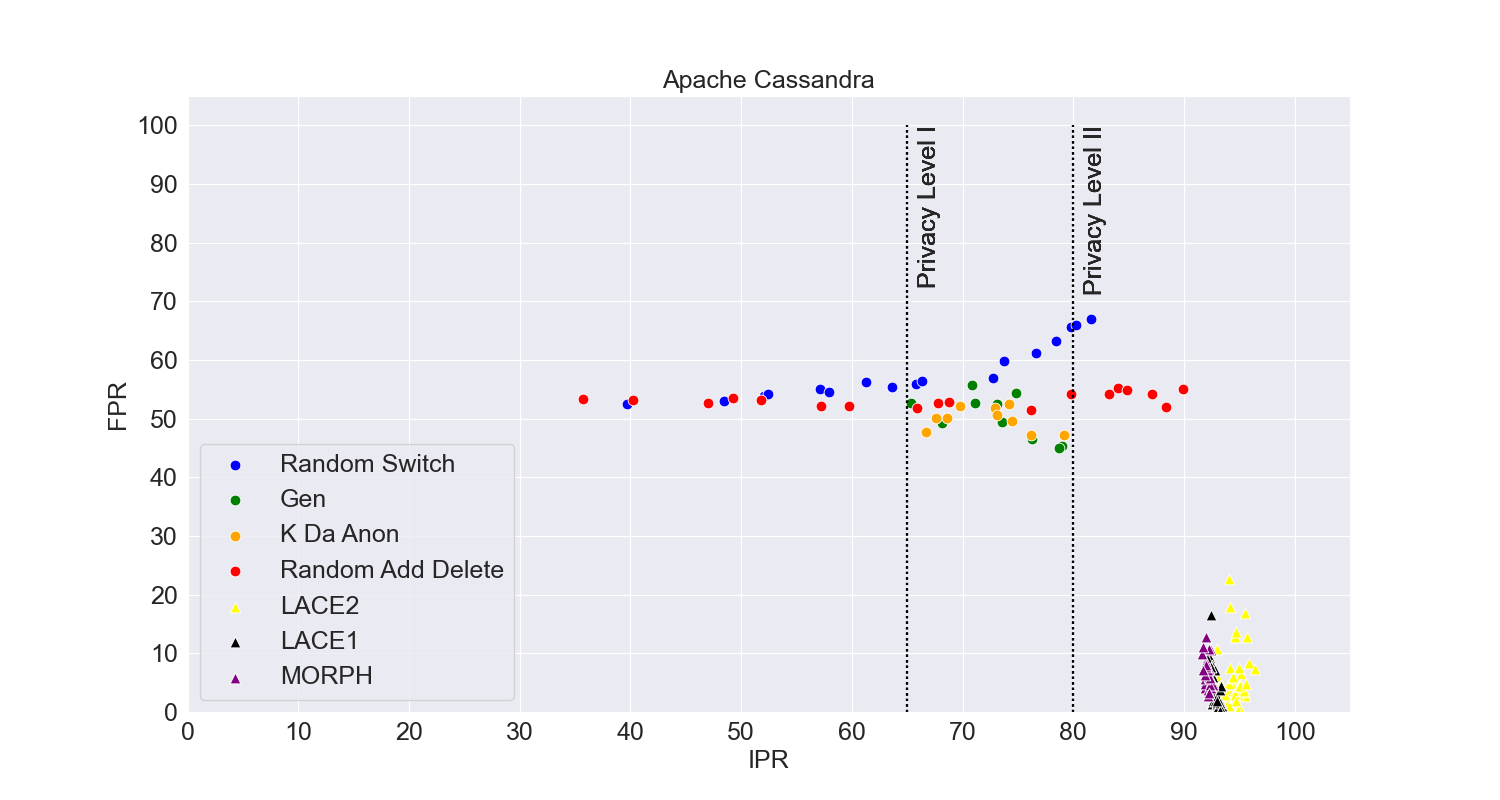 Apache Cassandra
100
90
80
70
60
50
40
30
20
10
0
FPR
Privacy Level I
Privacy Level II
Random Switch
Gen
K Da Anon
Random Add Delete
LACE2
LACE1
MORPH
0 10 20 30 40 50 60 70 80 90 100
IPR